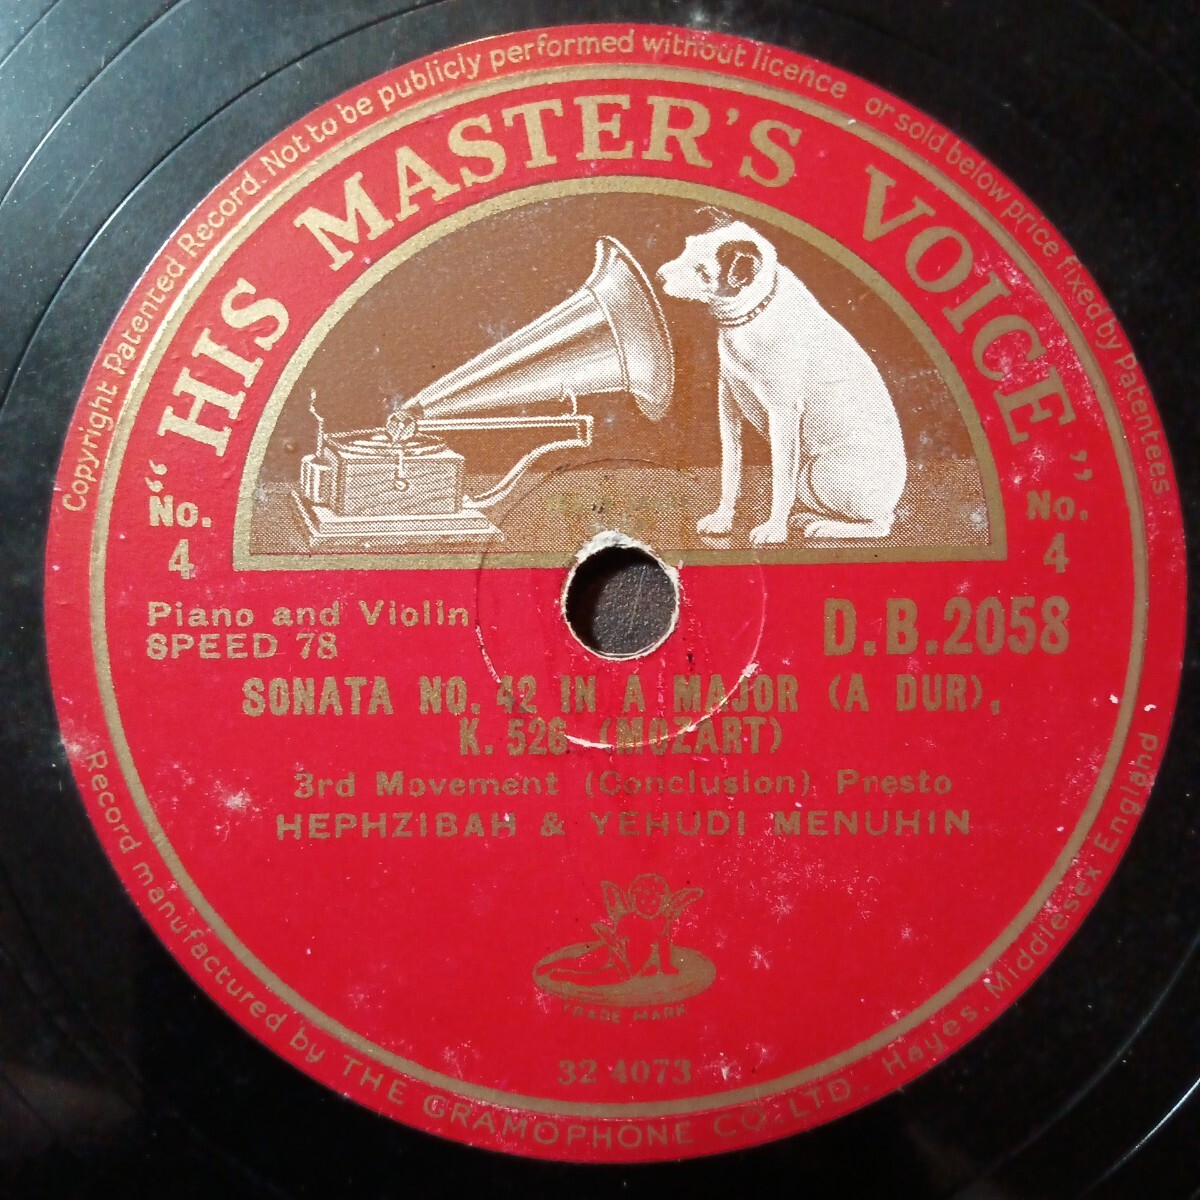 Copyright Patented Record. Not to be publicly performed without licence or sold below price fixed by Patentees.
“HIS MASTER'S VOICE”
No. 4
No. 4
Piano and Violin
SPEED 78
D.B.2058
SONATA NO. 42 IN A MAJOR (A DUR),
K. 526 (MOZART)
3rd Movement (Conclusion) Presto
HEPHZIBAH & YEHUDI MENUHIN
TRADE MARK
32 4073
Record manufactured by THE GRAMOPHONE CO., LTD., Hayes, Middlesex England